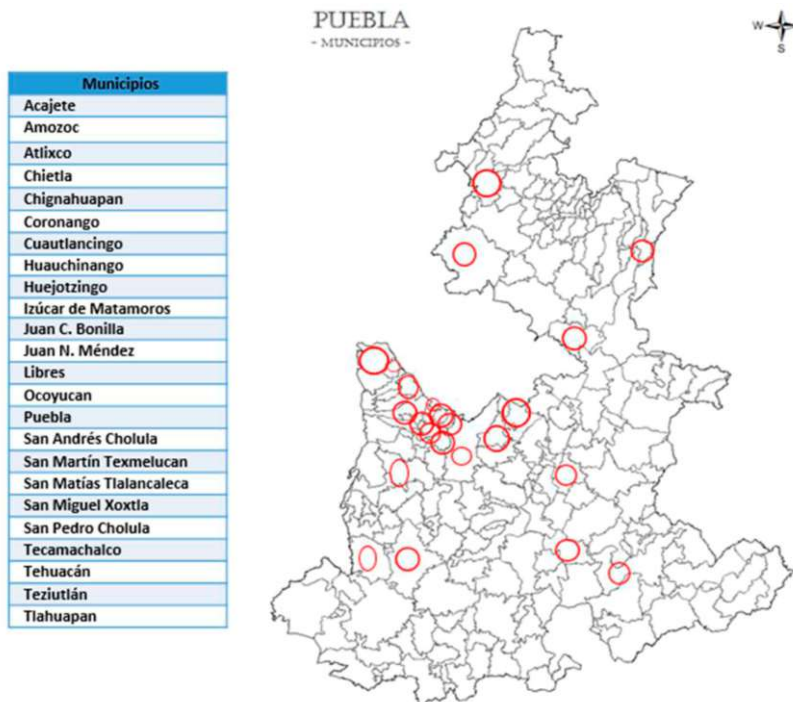 PUEBLA
- MUNICIPIOS -
W
S
Municipios
Acajete
Amozoc
Atlixco
Chietla
Chignahuapan
Coronango
Cuautlancingo
Huauchinango
Huejotzingo
Izúcar de Matamoros
Juan C. Bonilla
Juan N. Méndez
Libres
Ocoyucan
Puebla
San Andrés Cholula
San Martín Texmelucan
San Matías Tlalancaleca
San Miguel Xoxtla
San Pedro Cholula
Tecamachalco
Tehuacán
Teziutlán
Tlahuapan